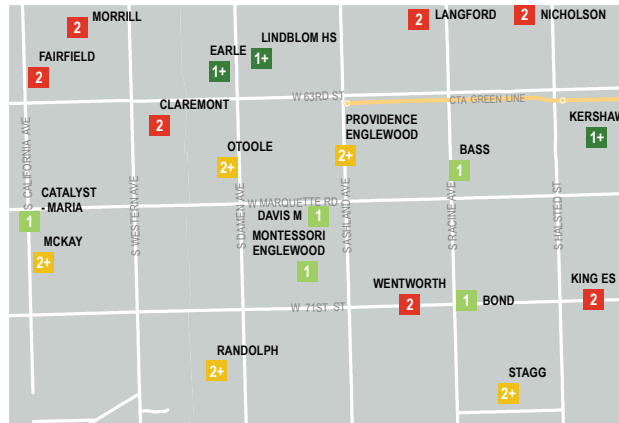 MORRILL
2
LANGFORD
2
NICHOLSON
2
FAIRFIELD
2
EARLE
1+
LINDBLOM HS
1+
W 63RD ST
CTA GREEN LINE
CLAREMONT
2
PROVIDENCE
ENGLEWOOD
2+
KERSHAW
1+
OTOOLE
2+
BASS
1
S CALIFORNIA AVE
S WESTERN AVE
S DAMEN AVE
S ASHLAND AVE
S RACINE AVE
S HALSTED ST
CATALYST
- MARIA
1
W MARQUETTE RD
DAVIS M
1
MCKAY
2+
MONTESSORI
ENGLEWOOD
1
WENTWORTH
2
BOND
1
KING ES
2
W 71ST ST
RANDOLPH
2+
STAGG
2+